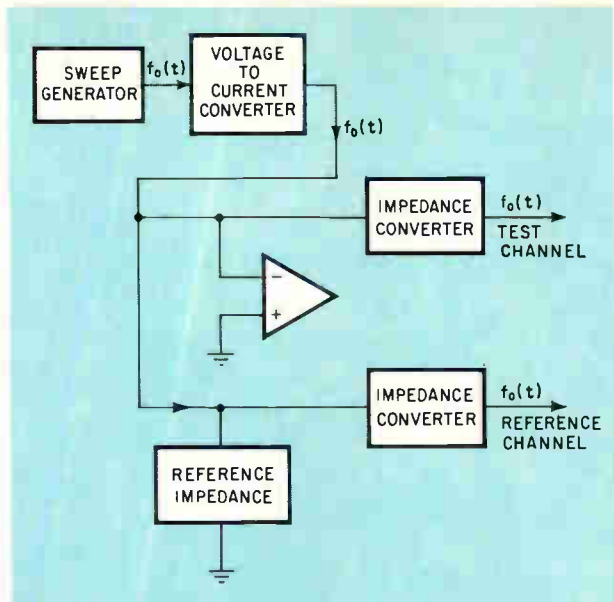 SWEEP
GENERATOR
f₀(t)
VOLTAGE
TO
CURRENT
CONVERTER
f₀(t)
IMPEDANCE
CONVERTER
f₀(t)
TEST
CHANNEL
−
+
IMPEDANCE
CONVERTER
f₀(t)
REFERENCE
CHANNEL
REFERENCE
IMPEDANCE